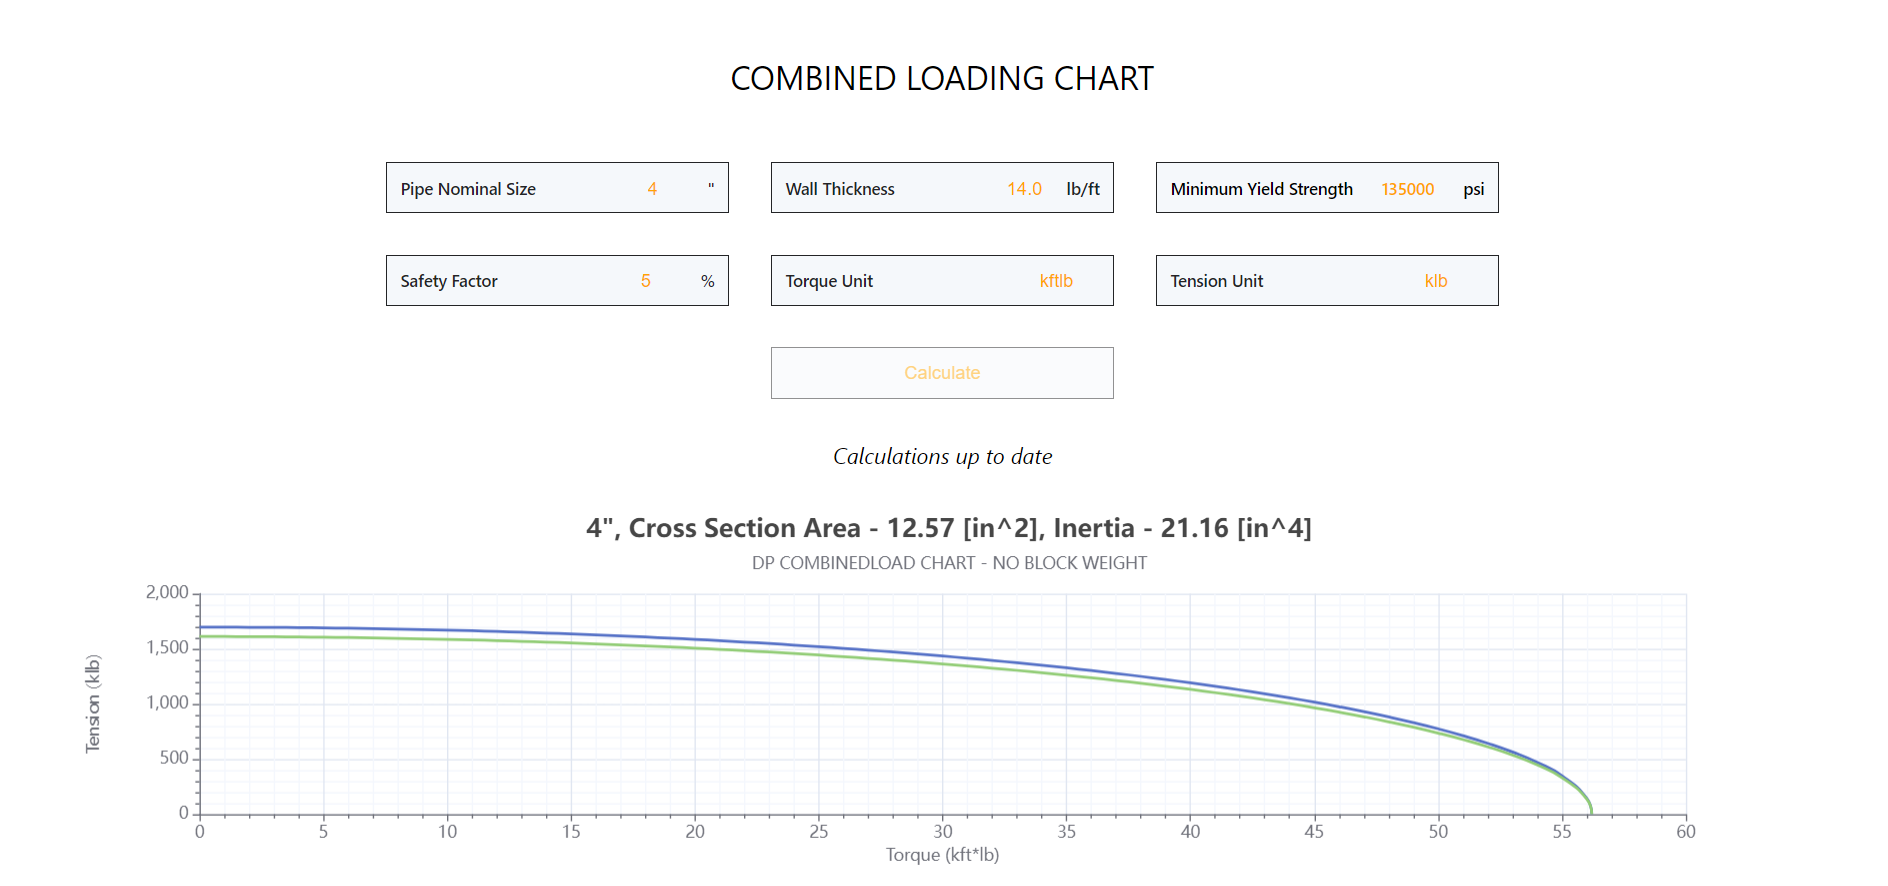 COMBINED LOADING CHART
Pipe Nominal Size 4 "
Wall Thickness 14.0 lb/ft
Minimum Yield Strength 135000 psi
Safety Factor 5 %
Torque Unit kftlb
Tension Unit klb
Calculate
Calculations up to date
4", Cross Section Area - 12.57 [in^2], Inertia - 21.16 [in^4]
DP COMBINEDLOAD CHART - NO BLOCK WEIGHT
Tension (klb)
2,000
1,500
1,000
500
0
0 5 10 15 20 25 30 35 40 45 50 55 60
Torque (kft*lb)